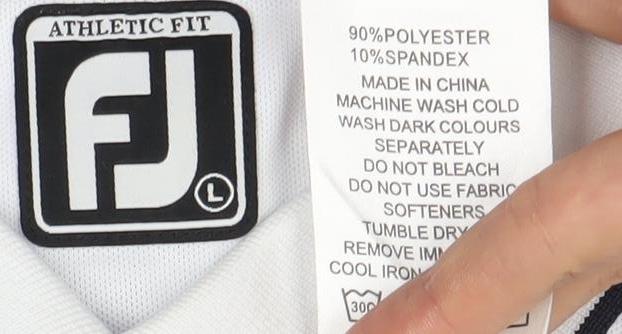 ATHLETIC FIT
FJ
L
90%POLYESTER
10%SPANDEX
MADE IN CHINA
MACHINE WASH COLD
WASH DARK COLOURS
SEPARATELY
DO NOT BLEACH
DO NOT USE FABRIC
SOFTENERS
TUMBLE DRY
REMOVE
COOL IRON
30